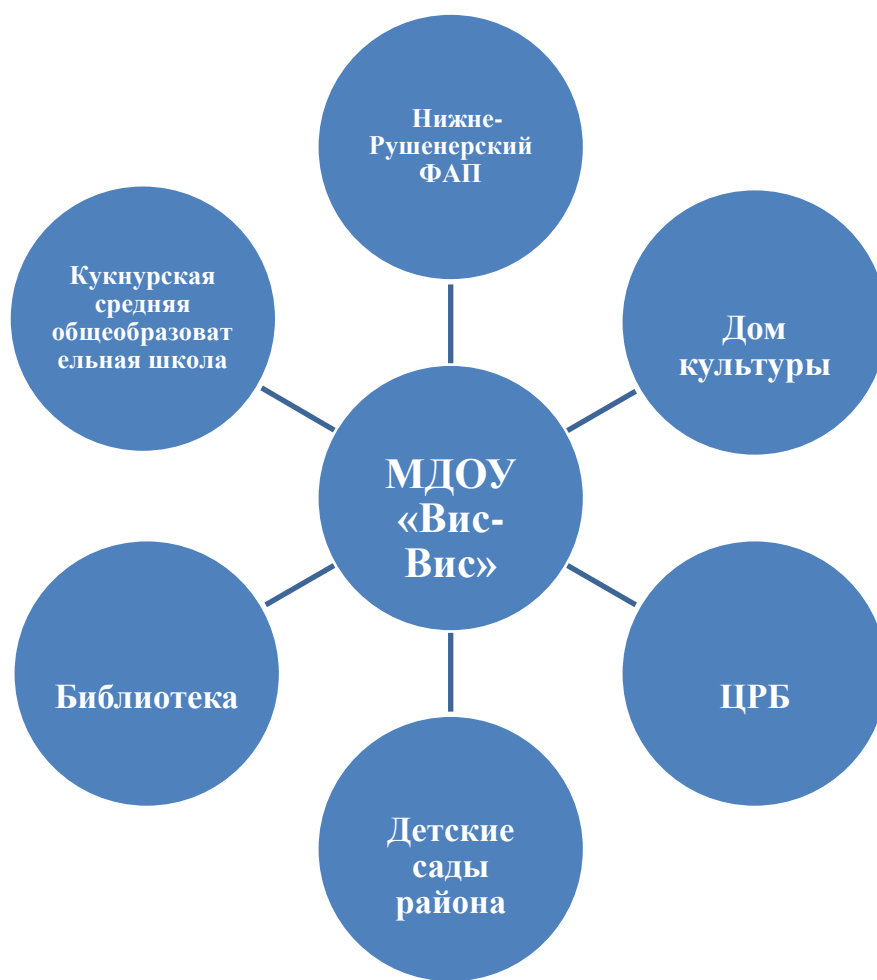 Нижне-
Рушенерский
ФАП
Кукнурская
средняя
общеобразоват
ельная школа
Дом
культуры
МДОУ
«Вис-
Вис»
Библиотека
ЦРБ
Детские
сады
района